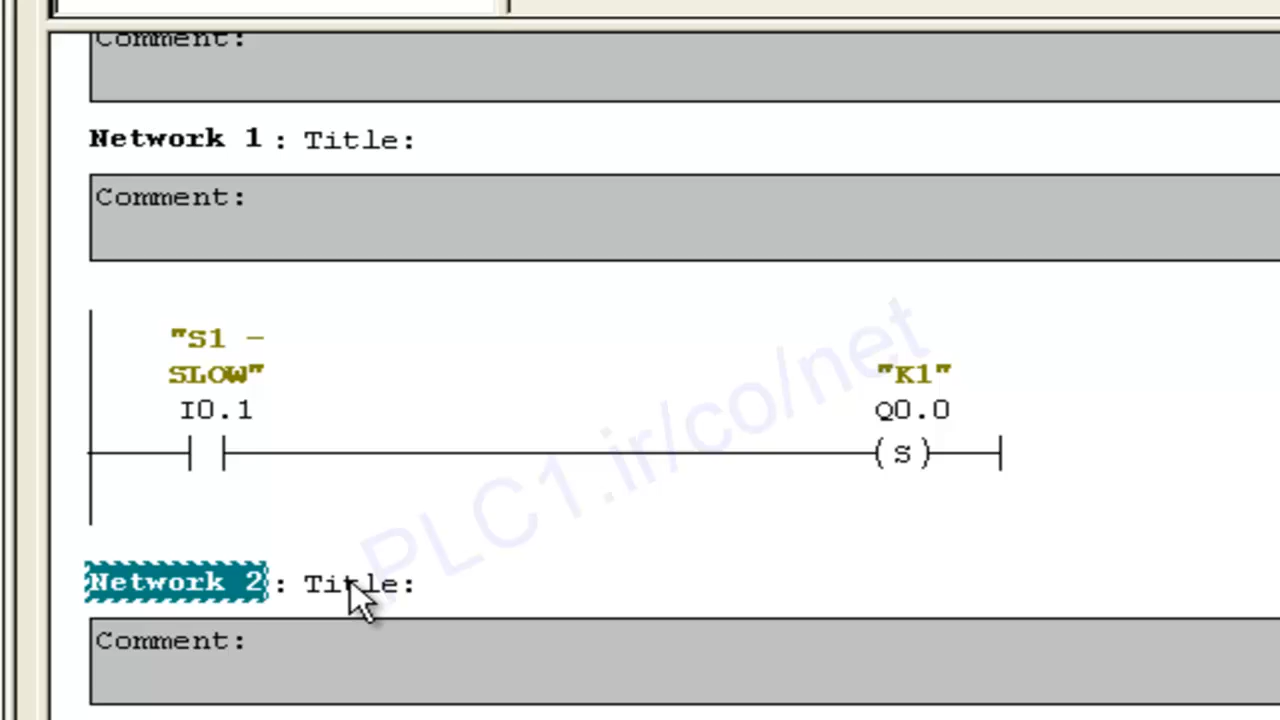 Comment:
Network 1 : Title:
Comment:
"S1 -
SLOW"
I0.1
"K1"
Q0.0
(S)
PLC1.ir/co/net
Network 2 : Title:
Comment: